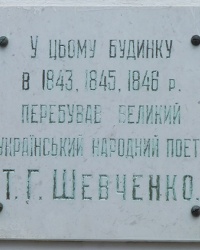 У ЦЬОМУ БУДИНКУ
В 1843, 1845, 1846 Р.
ПЕРЕБУВАВ ВЕЛИКИЙ
УКРАЇНСЬКИЙ НАРОДНИЙ ПОЕТ
Т. Г. ШЕВЧЕНКО.